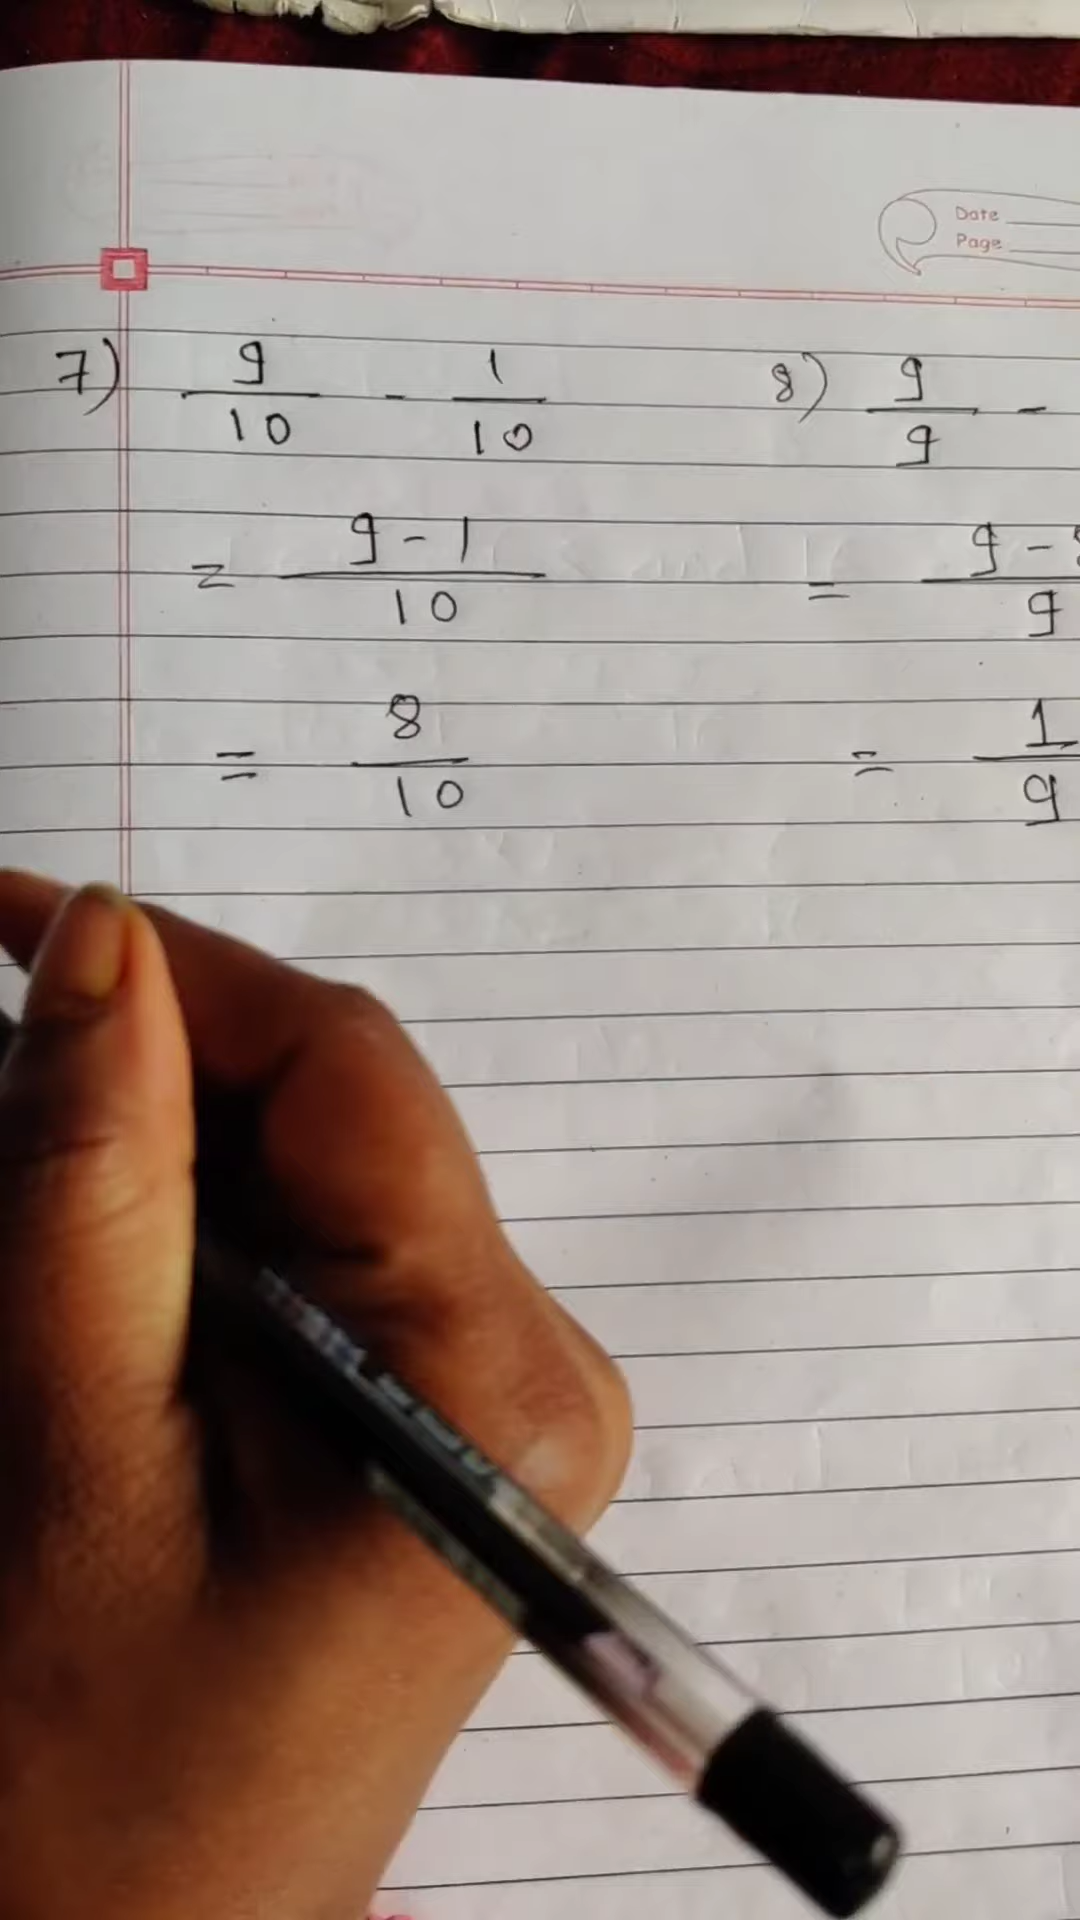 Date
Page
7) 9/10 - 1/10
8) 9/9 -
= 9 - 1/10
= 9 - /9
= 8/10
= 1/9